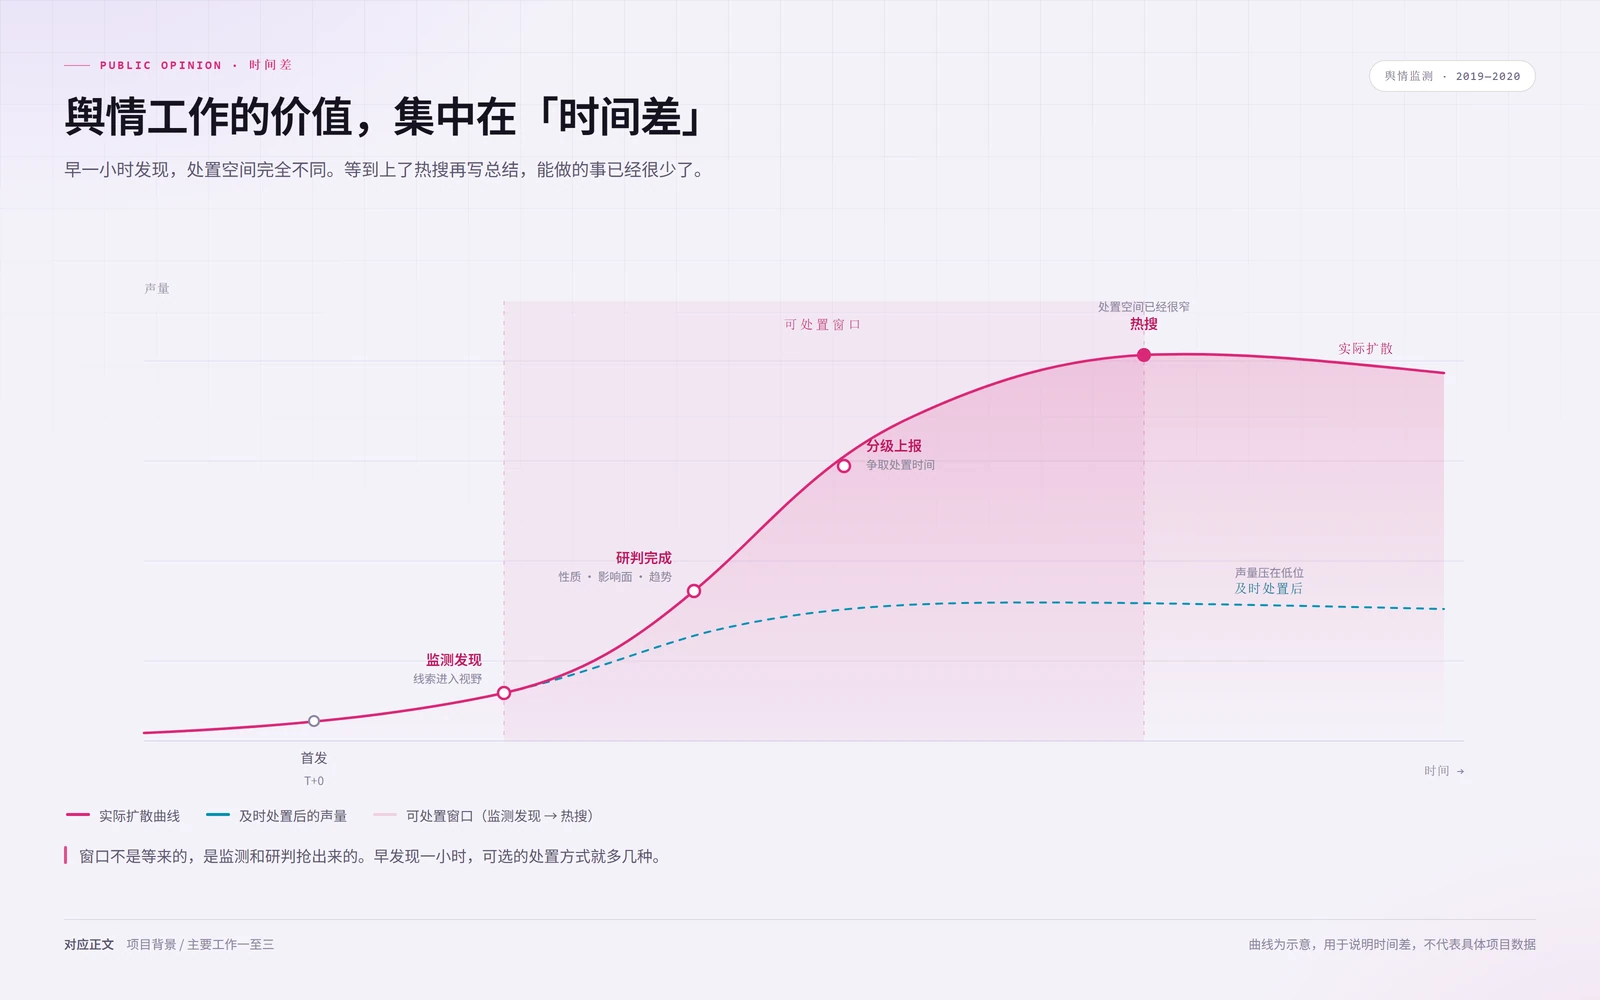 PUBLIC OPINION · 时间差
舆情监测 · 2019—2020
舆情工作的价值，集中在「时间差」
早一小时发现，处置空间完全不同。等到上了热搜再写总结，能做的事已经很少了。
声量
处置空间已经很窄
热搜
可处置窗口
实际扩散
分级上报
争取处置时间
研判完成
性质 · 影响面 · 趋势
声量压在低位
及时处置后
监测发现
线索进入视野
首发
T+0
时间 →
实际扩散曲线
及时处置后的声量
可处置窗口（监测发现 → 热搜）
窗口不是等来的，是监测和研判抢出来的。早发现一小时，可选的处置方式就多几种。
对应正文 项目背景 / 主要工作一至三
曲线为示意，用于说明时间差，不代表具体项目数据